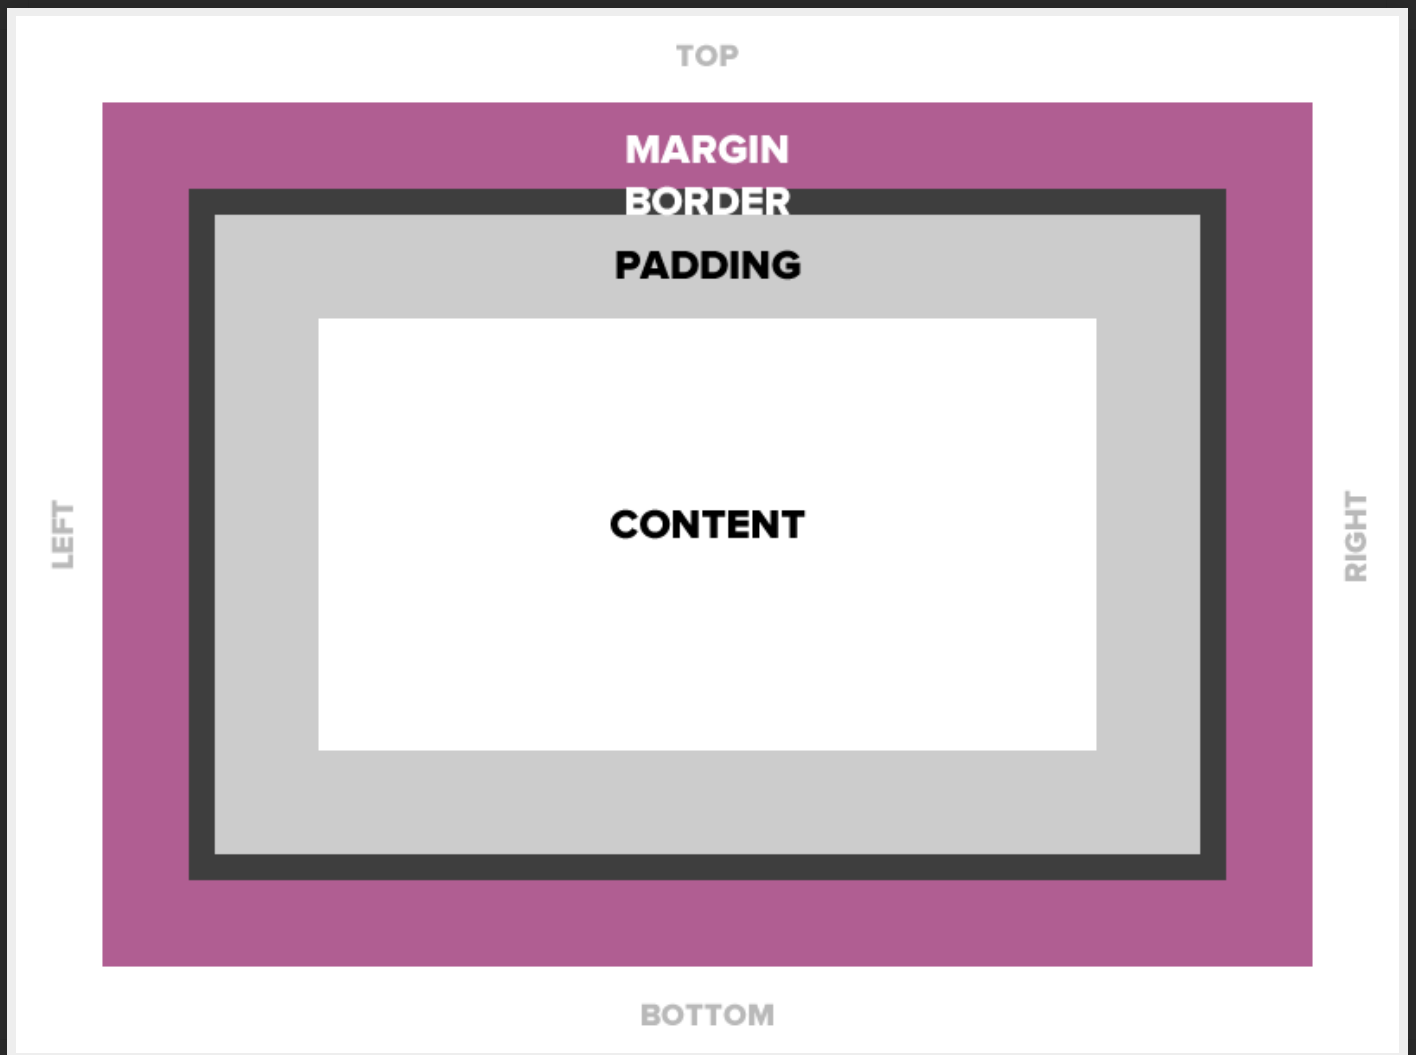 TOP
MARGIN
BORDER
PADDING
LEFT
CONTENT
RIGHT
BOTTOM